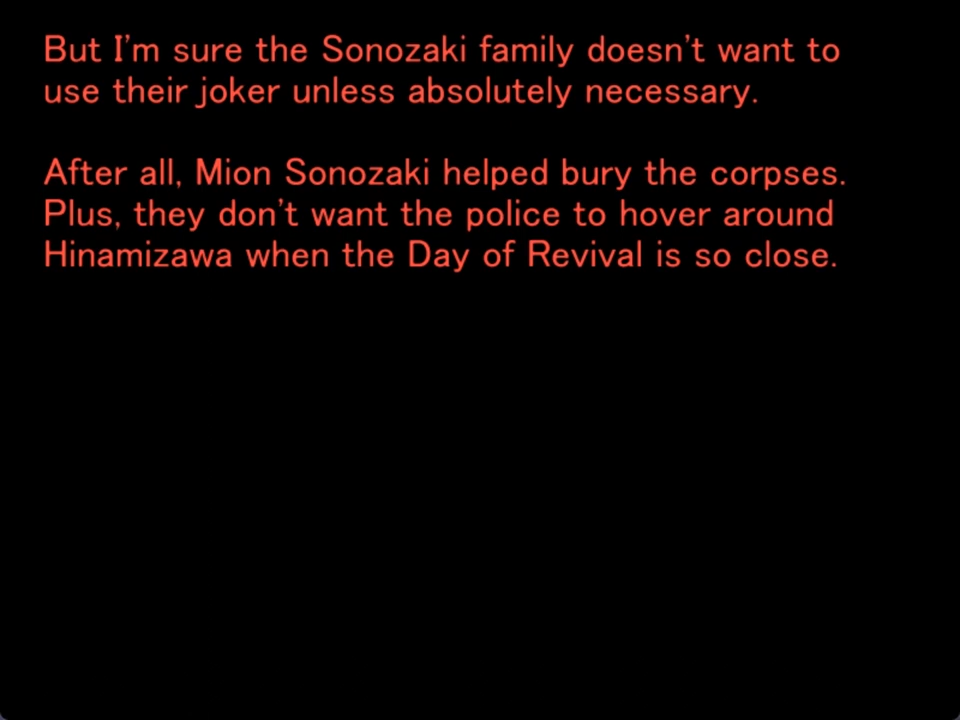 But I'm sure the Sonozaki family doesn't want to
use their joker unless absolutely necessary.
After all, Mion Sonozaki helped bury the corpses.
Plus, they don't want the police to hover around
Hinamizawa when the Day of Revival is so close.